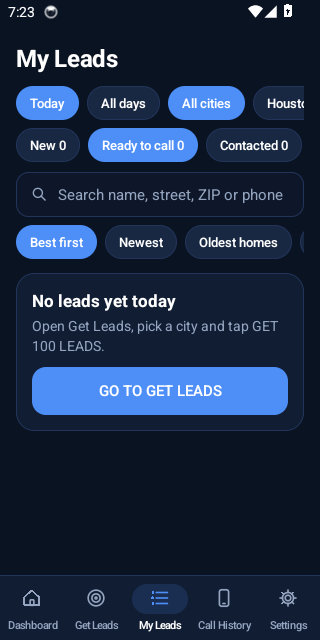 7:23
My Leads
Today All days All cities
New 0 Ready to call 0 Contacted 0
Search name, street, ZIP or phone
Best first Newest Oldest homes
No leads yet today
Open Get Leads, pick a city and tap GET
100 LEADS.
GO TO GET LEADS
Dashboard Get Leads My Leads Call History Settings